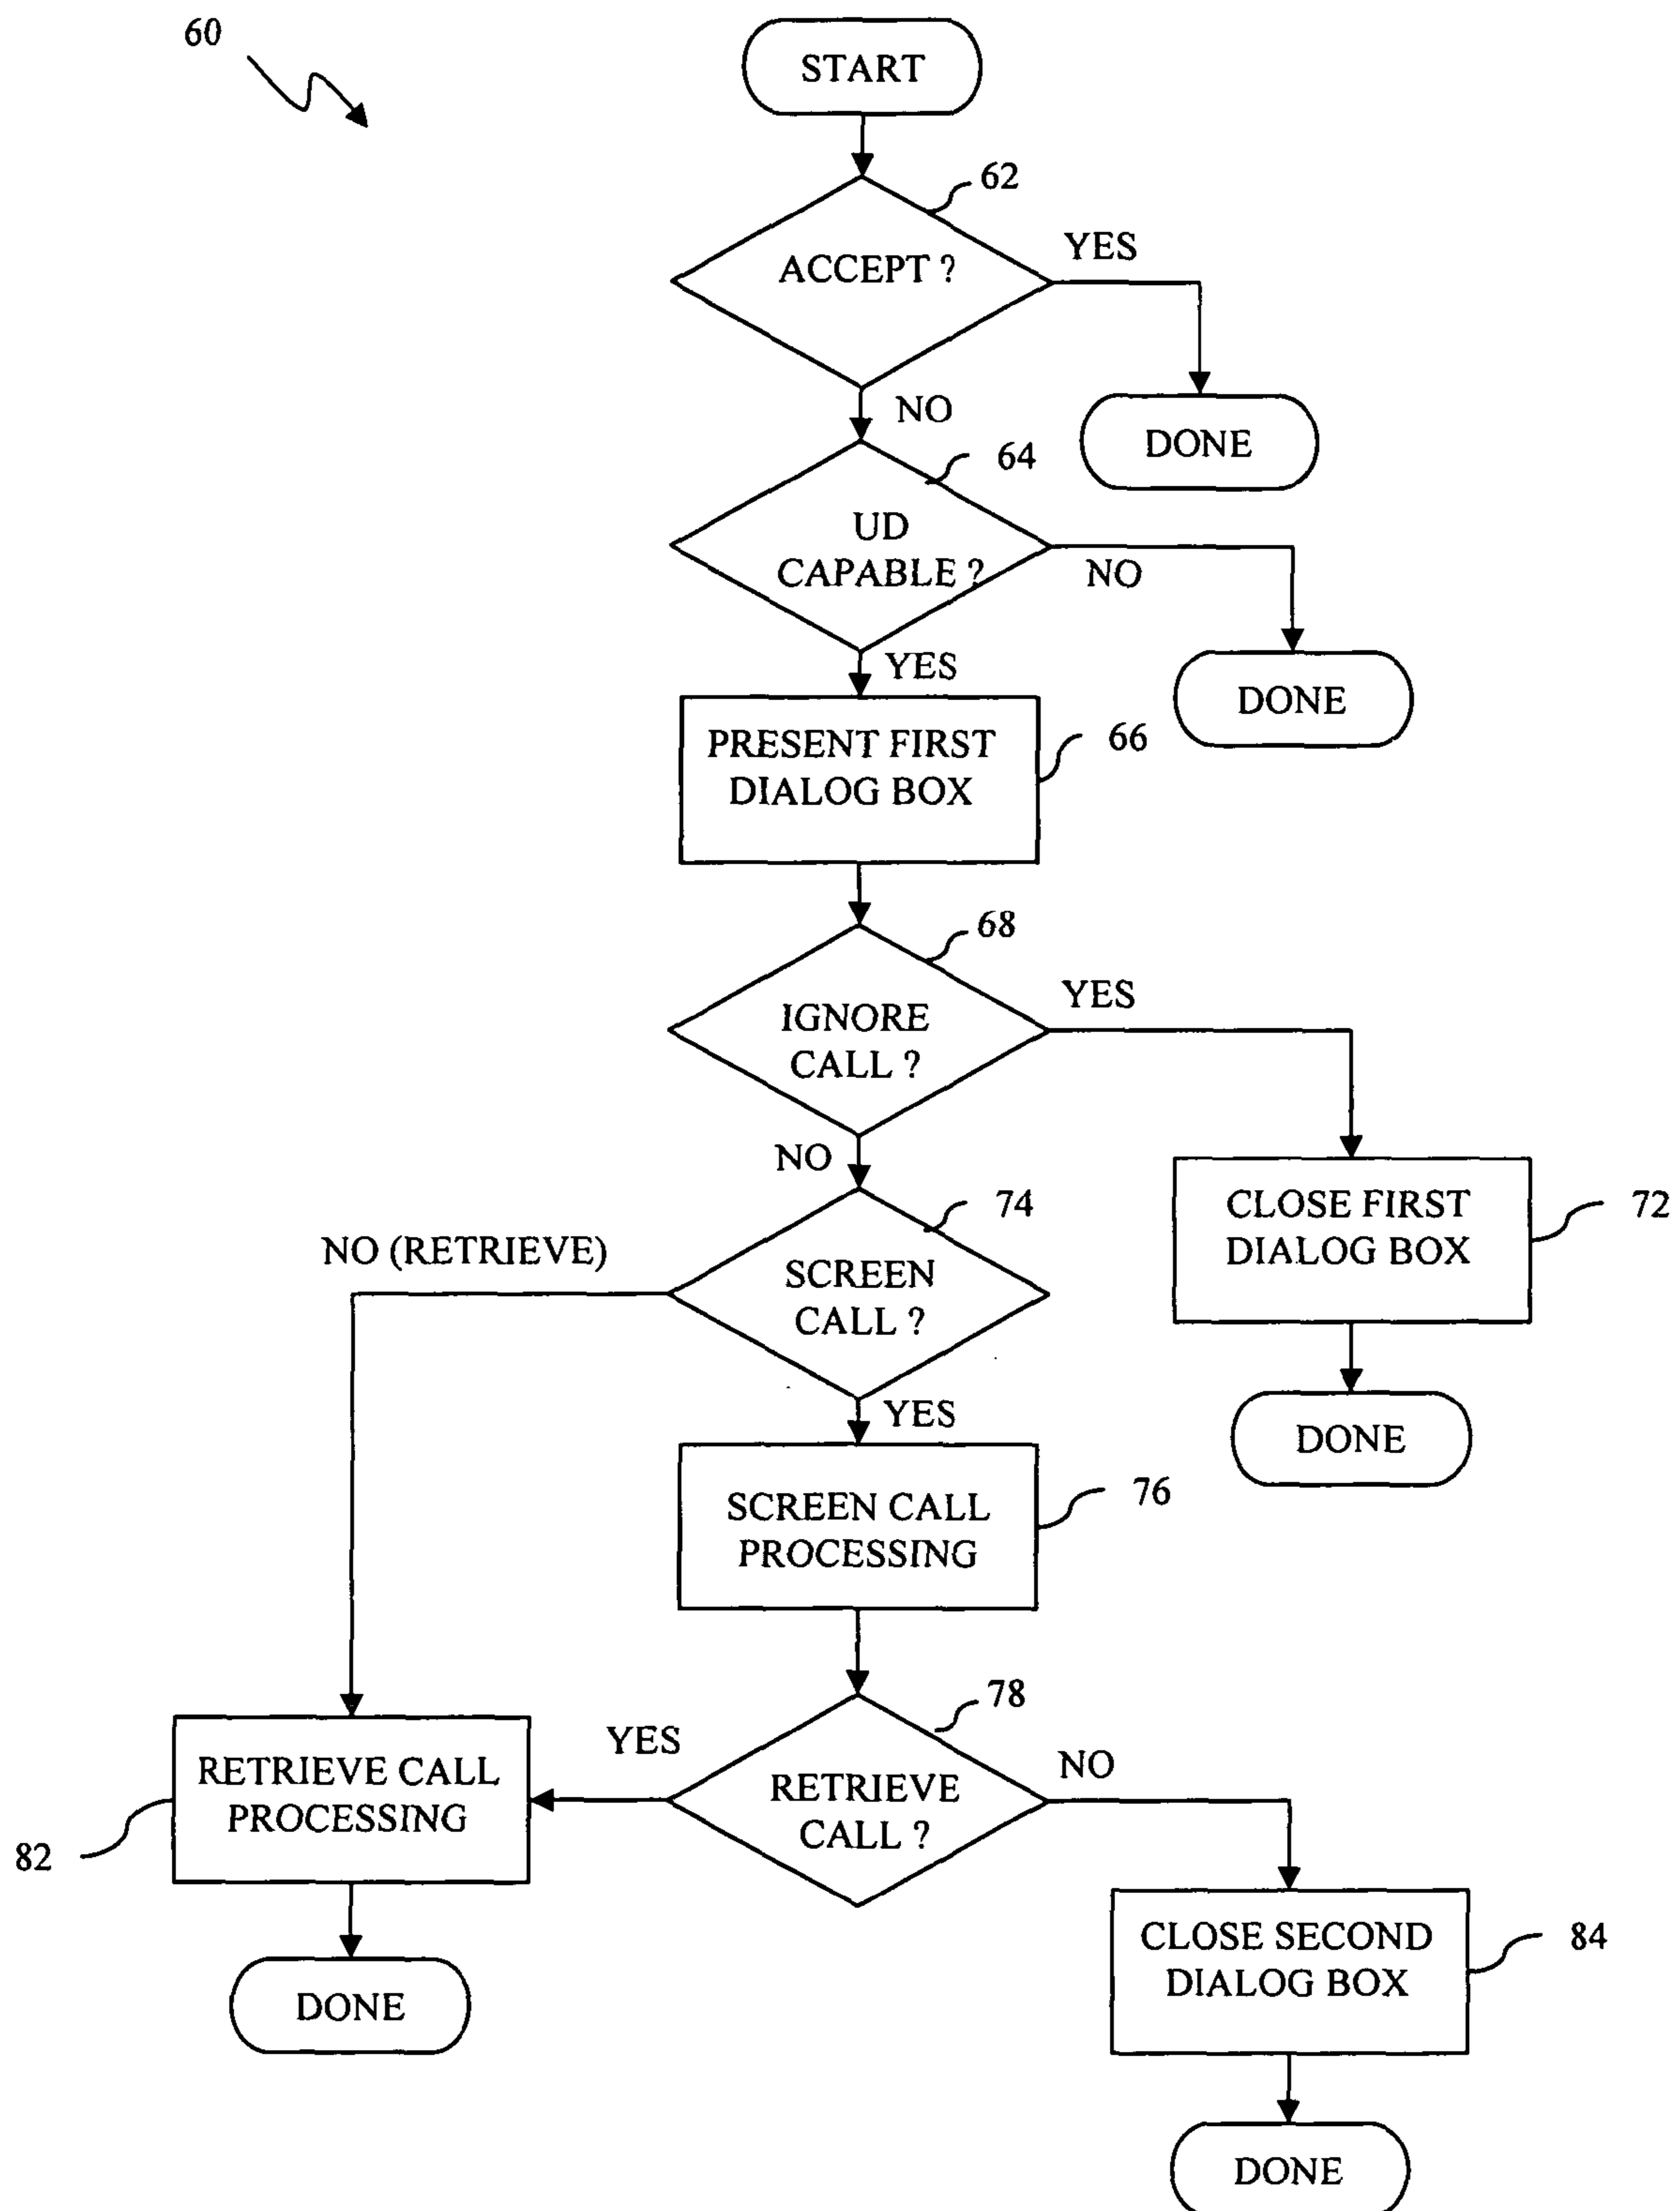 60
START
62
ACCEPT ?
YES
NO
DONE
64
UD
CAPABLE ?
NO
YES
DONE
PRESENT FIRST
DIALOG BOX
66
68
IGNORE
CALL ?
YES
NO
74
CLOSE FIRST
DIALOG BOX
72
NO (RETRIEVE)
SCREEN
CALL ?
YES
DONE
SCREEN CALL
PROCESSING
76
78
YES
NO
RETRIEVE CALL
PROCESSING
82
RETRIEVE
CALL ?
CLOSE SECOND
DIALOG BOX
84
DONE
DONE